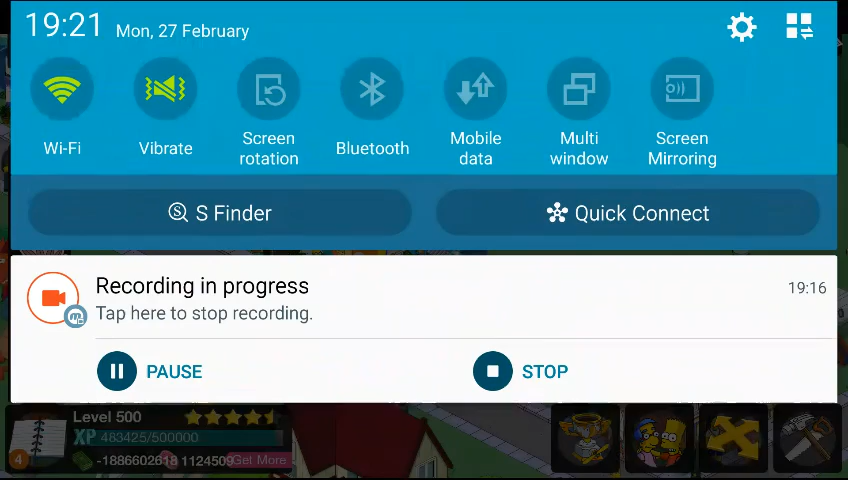 19:21 Mon, 27 February
Wi-Fi
Vibrate
Screen
rotation
Bluetooth
Mobile
data
Multi
window
Screen
Mirroring
S Finder
Quick Connect
Recording in progress
19:16
Tap here to stop recording.
PAUSE
STOP
Level 500
XP 483425/500000
4
-1886602618 1124509 Get More